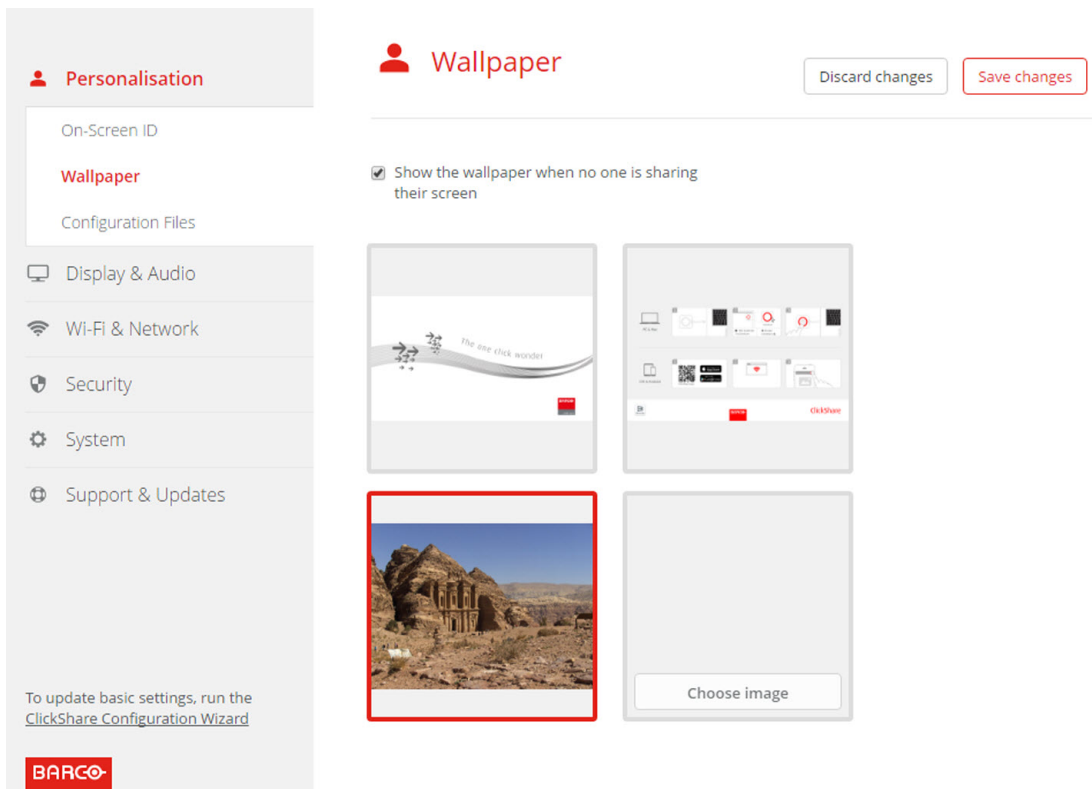 Personalisation
On-Screen ID
Wallpaper
Configuration Files
Display & Audio
Wi-Fi & Network
Security
System
Support & Updates
To update basic settings, run the
ClickShare Configuration Wizard
BARCO
Wallpaper
Discard changes
Save changes
Show the wallpaper when no one is sharing
their screen
The one click wonder
BARCO
ClickShare
Choose image